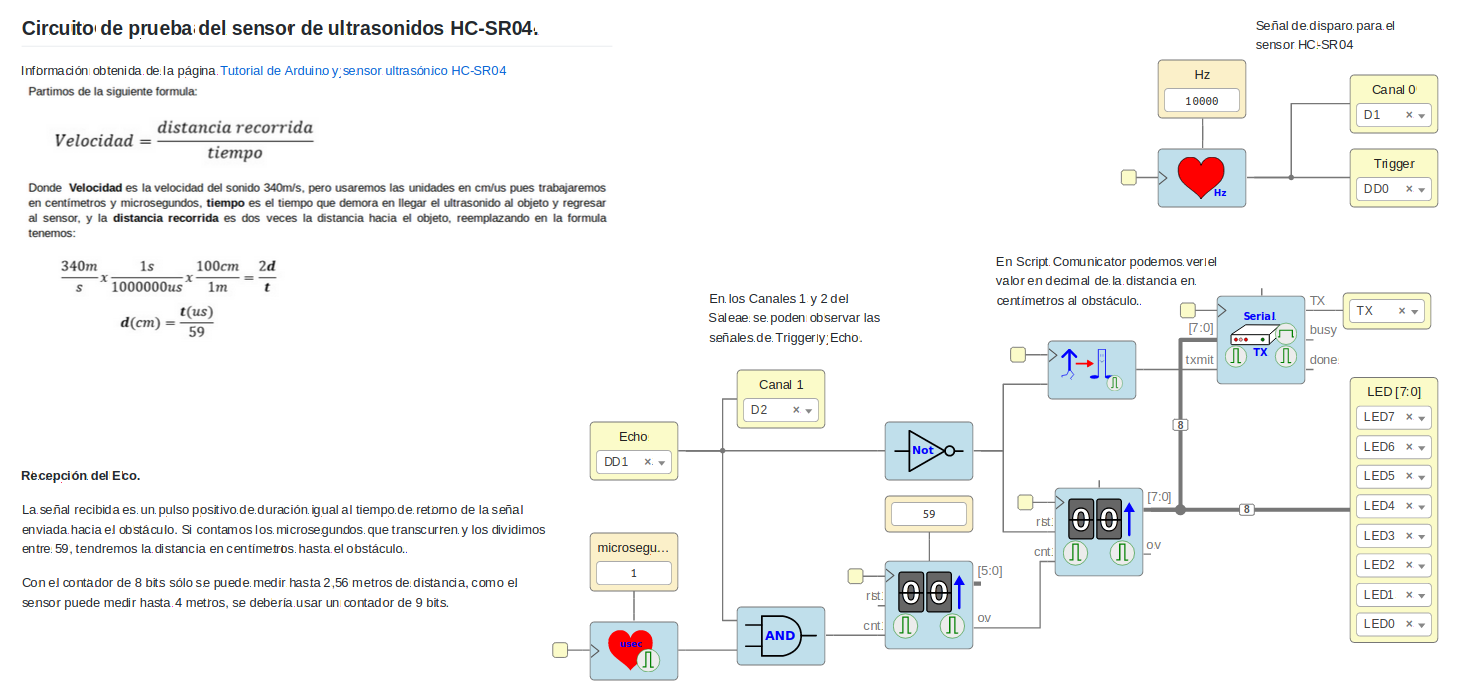 Circuito de prueba del sensor de ultrasonidos HC-SR04.
Información obtenida de la página Tutorial de Arduino y sensor ultrasónico HC-SR04
Partimos de la siguiente formula:
Velocidad = distancia recorrida / tiempo
Donde Velocidad es la velocidad del sonido 340m/s, pero usaremos las unidades en cm/us pues trabajaremos
en centímetros y microsegundos, tiempo es el tiempo que demora en llegar el ultrasonido al objeto y regresar
al sensor, y la distancia recorrida es dos veces la distancia hacia el objeto, reemplazando en la formula
tenemos:
340m/s x 1s/1000000us x 100cm/1m = 2d/t
d(cm) = t(us)/59
Recepción del Eco.
La señal recibida es un pulso positivo de duración igual al tiempo de retorno de la señal
enviada hacia el obstáculo. Si contamos los microsegundos que transcurren y los dividimos
entre 59, tendremos la distancia en centímetros hasta el obstáculo..
Con el contador de 8 bits sólo se puede medir hasta 2,56 metros de distancia, como el
sensor puede medir hasta 4 metros, se debería usar un contador de 9 bits.
Señal de disparo para el
sensor HC-SR04
Hz
10000
Hz
Canal 0
D1
Trigger
DD0
En Script Comunicator podemos ver el
valor en decimal de la distancia en
centímetros al obstáculo..
En los Canales 1 y 2 del
Saleae se poden observar las
señales de Trigger y Echo.
Serial
TX
[7:0]
txmit
TX
busy
done
TX
Canal 1
D2
Echo
DD1
Not
8
LED [7:0]
LED7
LED6
LED5
LED4
LED3
LED2
LED1
LED0
59
00
rst
cnt
[7:0]
ov
8
microsegu...
1
usec
AND
00
rst
cnt
[5:0]
ov